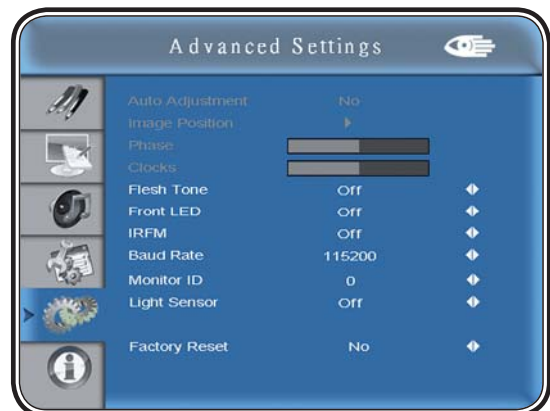 Advanced Settings
Auto Adjustment No
Image Position
Phase
Clocks
Flesh Tone Off
Front LED Off
IRFM Off
Baud Rate 115200
Monitor ID 0
Light Sensor Off
Factory Reset No